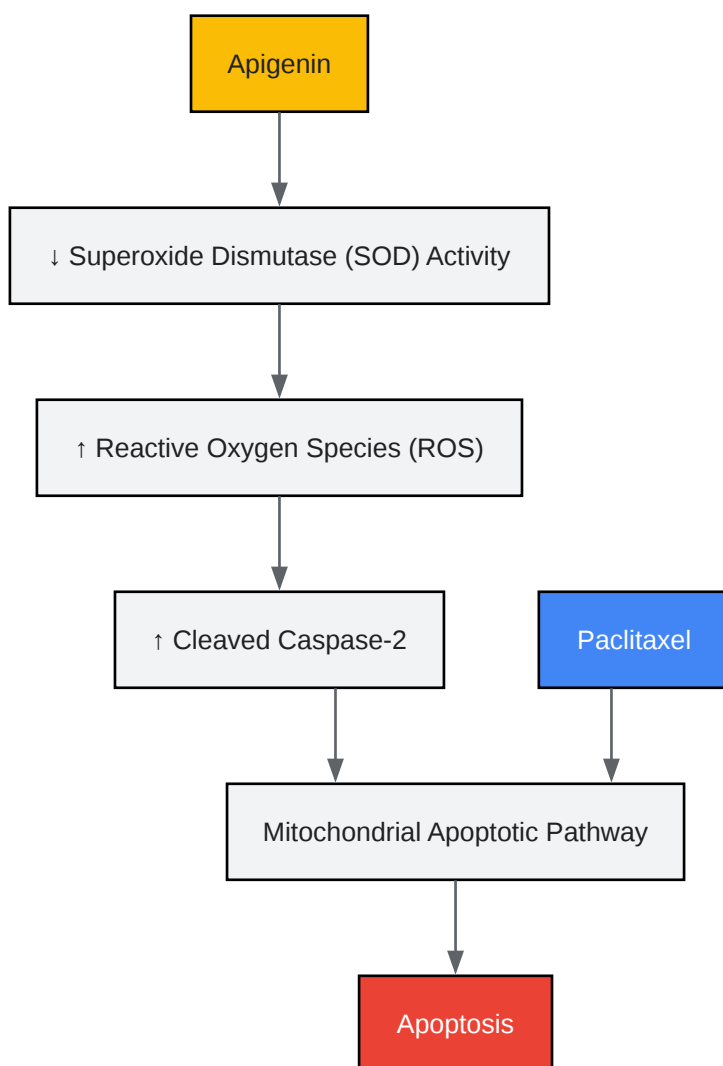 Apigenin
↓ Superoxide Dismutase (SOD) Activity
↑ Reactive Oxygen Species (ROS)
↑ Cleaved Caspase-2
Paclitaxel
Mitochondrial Apoptotic Pathway
Apoptosis